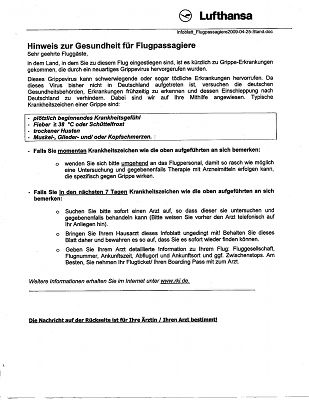 Lufthansa
Infoblatt_Flugpassagiere2009-04-25-Stand.doc
Hinweis zur Gesundheit für Flugpassagiere
Sehr geehrte Fluggäste,
in dem Land, in dem Sie zu diesem Flug eingestiegen sind, ist es kürzlich zu Grippe-Erkrankungen
gekommen, die durch ein neuartiges Grippevirus hervorgerufen wurden.
Dieses Grippevirus kann schwerwiegende oder sogar tödliche Erkrankungen hervorrufen. Da
dieses Virus bisher nicht in Deutschland aufgetreten ist, versuchen die deutschen
Gesundheitsbehörden, Erkrankungen frühzeitig zu erkennen und dessen Einschleppung nach
Deutschland zu verhindern. Dabei sind wir auf Ihre Mithilfe angewiesen. Typische
Krankheitszeichen einer Grippe sind:
- plötzlich beginnendes Krankheitsgefühl
- Fieber ≥ 38 °C oder Schüttelfrost
- trockener Husten
- Muskel-, Glieder- und/ oder Kopfschmerzen.
- Falls Sie momentan Krankheitszeichen wie die oben aufgeführten an sich bemerken:
o wenden sich bitte umgehend an das Flugpersonal, damit so rasch wie möglich
eine Untersuchung und gegebenenfalls Therapie mit Arzneimitteln erfolgen kann,
die spezifisch gegen Grippe wirken.
- Falls Sie in den nächsten 7 Tagen Krankheitszeichen wie die oben aufgeführten an sich
bemerken:
o Suchen Sie bitte sofort einen Arzt auf, so dass dieser sie untersuchen und
gegebenenfalls behandeln kann (Bitte weisen Sie vorher den Arzt telefonisch auf
Ihr Anliegen hin).
o Bringen Sie Ihrem Hausarzt dieses Infoblatt ungedingt mit! Behalten Sie dieses
Blatt daher und bewahren es so auf, dass Sie es sofort wieder finden können.
o Geben Sie Ihrem Arzt detaillierte Information zu Ihrem Flug: Fluggesellschaft,
Flugnummer, Ankunftszeit, Abflugort und Ankunftsort und ggf. Zwischenstops. Am
Besten, Sie nehmen Ihr Flugticket/ Ihren Boarding Pass mit zum Arzt.
Weitere Informationen erhalten Sie im Internet unter www.rki.de.
Die Nachricht auf der Rückseite ist für Ihre Ärztin / Ihren Arzt bestimmt!